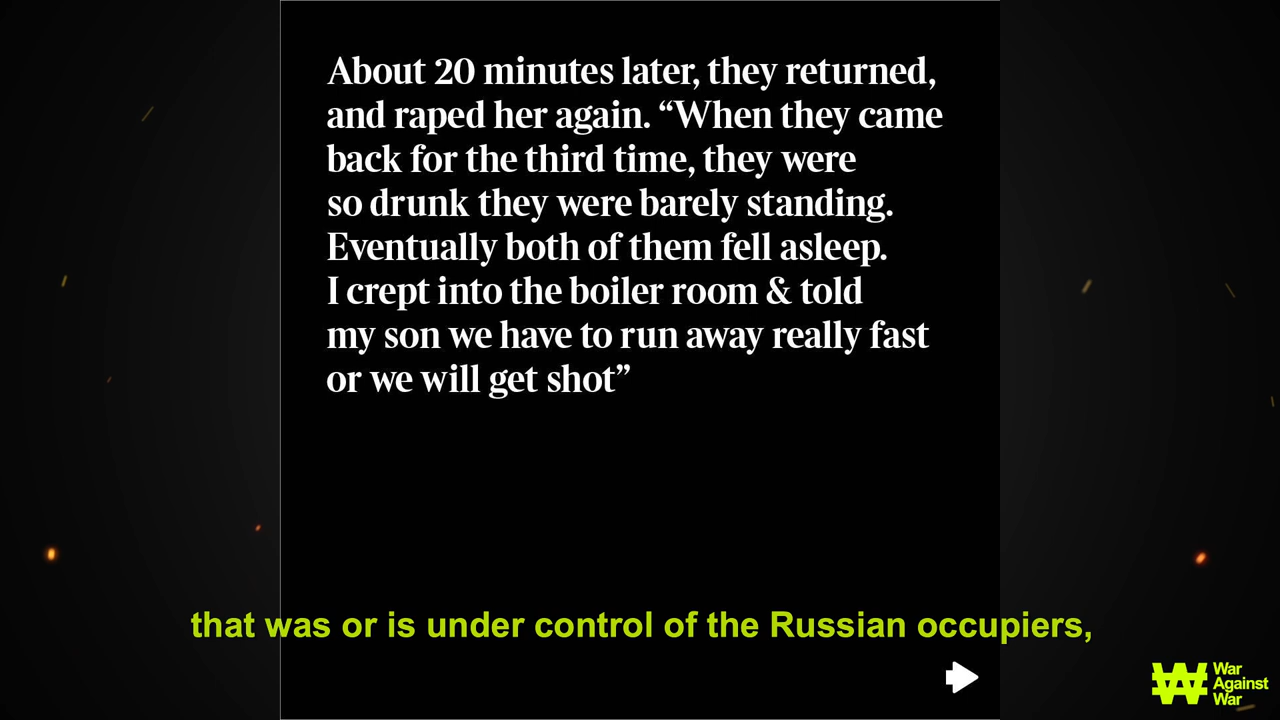 About 20 minutes later, they returned,
and raped her again. “When they came
back for the third time, they were
so drunk they were barely standing.
Eventually both of them fell asleep.
I crept into the boiler room & told
my son we have to run away really fast
or we will get shot”
that was or is under control of the Russian occupiers,
War
Against
War